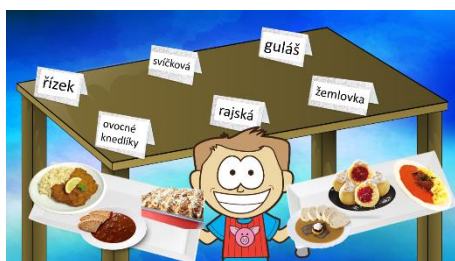 guláš
svíčková
řízek
žemlovka
rajská
ovocné
knedlíky